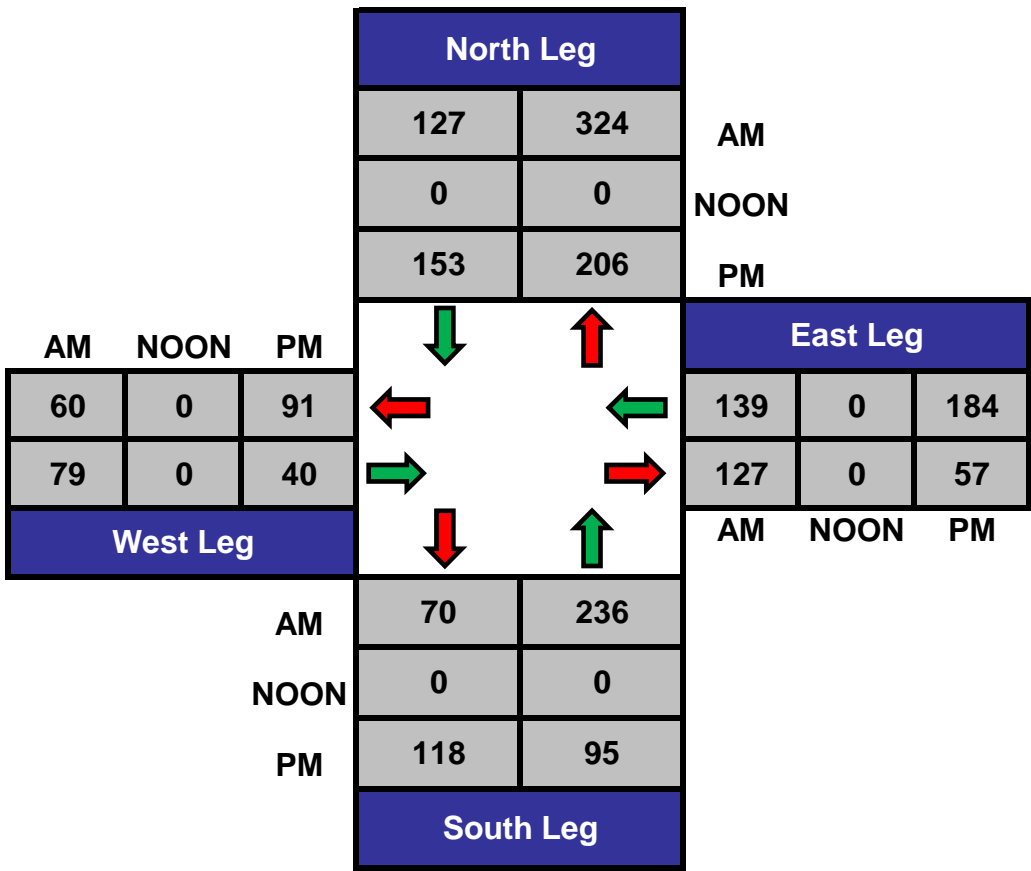 North Leg
127 324 AM
0 0 NOON
153 206 PM
AM NOON PM East Leg
60 0 91 139 0 184
79 0 40 127 0 57
West Leg AM NOON PM
AM 70 236
NOON 0 0
PM 118 95
South Leg